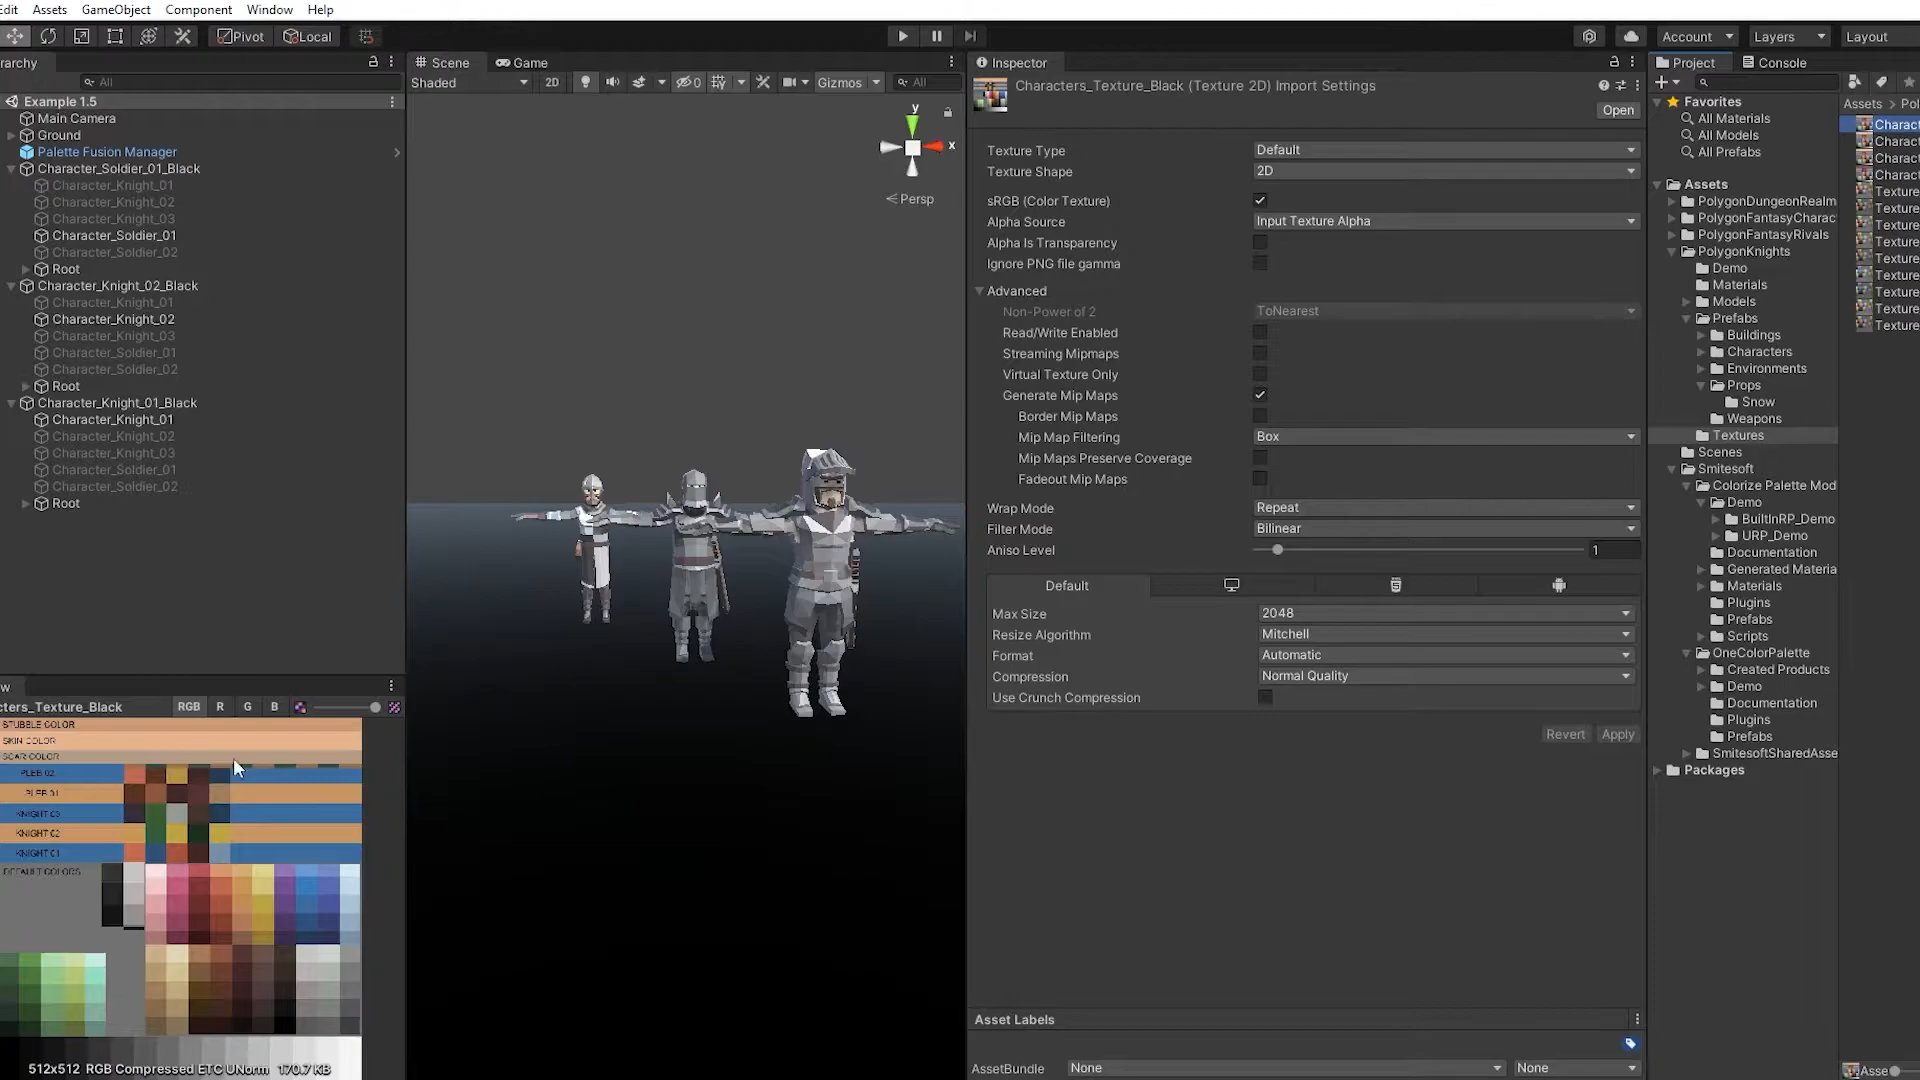 Edit Assets GameObject Component Window Help
Pivot Local Account Layers Layout
All
Example 1.5
Main Camera
Ground
Palette Fusion Manager
Character_Soldier_01_Black
Character_Knight_01
Character_Knight_02
Character_Knight_03
Character_Soldier_01
Character_Soldier_02
Root
Character_Knight_02_Black
Character_Knight_01
Character_Knight_02
Character_Knight_03
Character_Soldier_01
Character_Soldier_02
Root
Character_Knight_01_Black
Character_Knight_01
Character_Knight_02
Character_Knight_03
Character_Soldier_01
Character_Soldier_02
Root
cters_Texture_Black RGB R G B
STUBBLE COLOR
SKIN COLOR
SCAR COLOR
PLEB 02
PLEB 01
KNIGHT 03
KNIGHT 02
KNIGHT 01
DEFAULT COLORS
512x512 RGB Compressed ETC UNorm 170.7 KB
Scene Game
Shaded 2D 0 Gizmos All
y
x
Persp
Inspector
Characters_Texture_Black (Texture 2D) Import Settings
Open
Texture Type Default
Texture Shape 2D
sRGB (Color Texture)
Alpha Source Input Texture Alpha
Alpha Is Transparency
Ignore PNG file gamma
Advanced
Non-Power of 2 ToNearest
Read/Write Enabled
Streaming Mipmaps
Virtual Texture Only
Generate Mip Maps
Border Mip Maps
Mip Map Filtering Box
Mip Maps Preserve Coverage
Fadeout Mip Maps
Wrap Mode Repeat
Filter Mode Bilinear
Aniso Level 1
Default
Max Size 2048
Resize Algorithm Mitchell
Format Automatic
Compression Normal Quality
Use Crunch Compression
Revert Apply
Asset Labels
AssetBundle None None
Project Console
Favorites
All Materials
All Models
All Prefabs
Assets
PolygonDungeonRealm
PolygonFantasyCharac
PolygonFantasyRivals
PolygonKnights
Demo
Materials
Models
Prefabs
Buildings
Characters
Environments
Props
Snow
Weapons
Textures
Scenes
Smitesoft
Colorize Palette Mod
Demo
BuiltInRP_Demo
URP_Demo
Documentation
Generated Materia
Materials
Plugins
Prefabs
Scripts
OneColorPalette
Created Products
Demo
Documentation
Plugins
Prefabs
SmitesoftSharedAsse
Packages
Assets > Pol
Charact
Charact
Charact
Charact
Texture
Texture
Texture
Texture
Texture
Texture
Texture
Texture
Texture
Asse